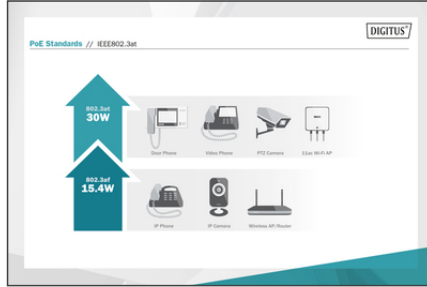 DIGITUS®
PoE Standards // IEEE802.3at
802.3at
30W
Door Phone
Video Phone
PTZ Camera
11ac Wi-Fi AP
802.3af
15.4W
IP Phone
IP Camera
Wireless AP/Router